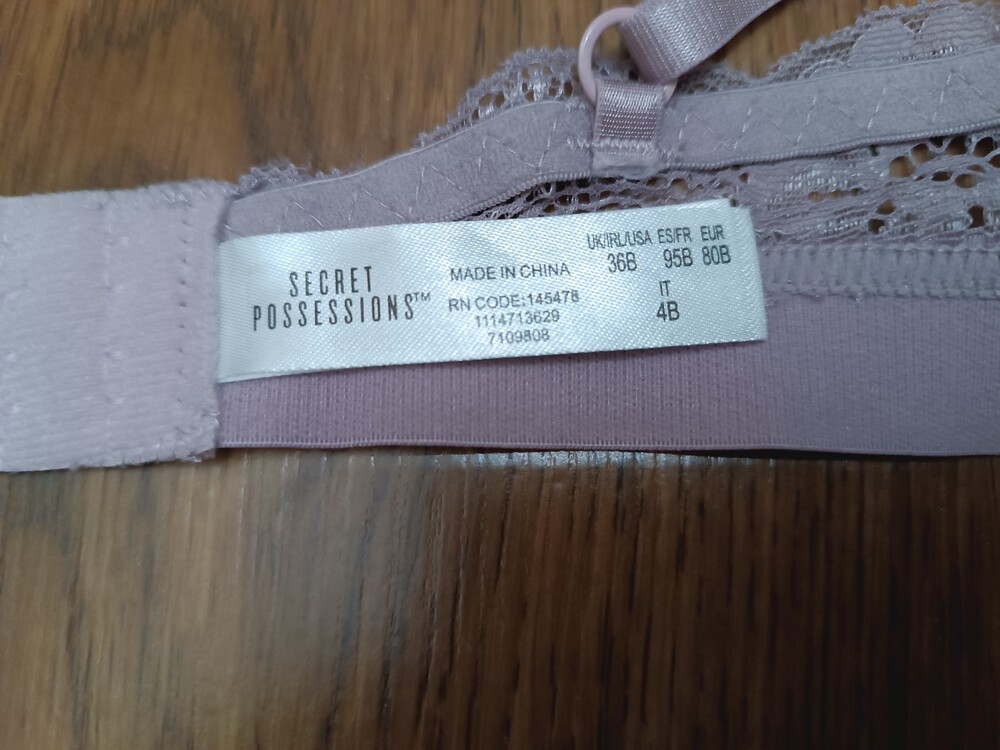 SECRET
POSSESSIONS™
MADE IN CHINA
RN CODE:145478
1114713629
7109808
UK/IRL/USA ES/FR EUR
36B 95B 80B
IT
4B